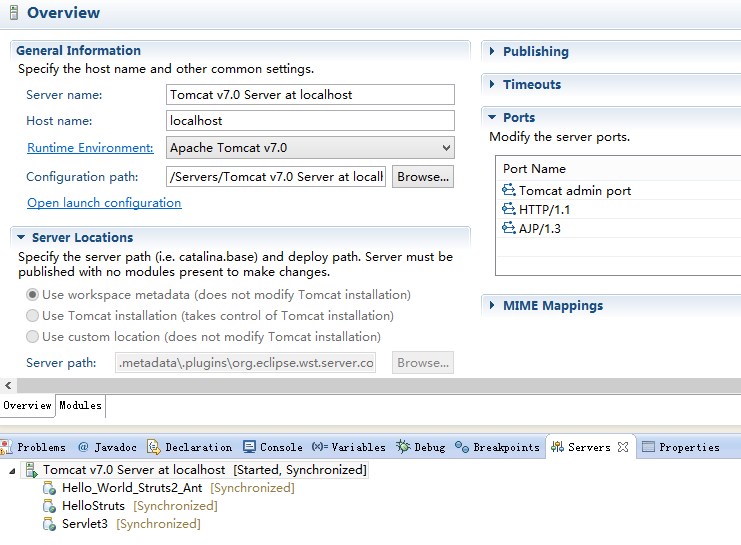 Overview
General Information
Specify the host name and other common settings.
Server name: Tomcat v7.0 Server at localhost
Host name: localhost
Runtime Environment: Apache Tomcat v7.0
Configuration path: /Servers/Tomcat v7.0 Server at localh Browse...
Open launch configuration
Server Locations
Specify the server path (i.e. catalina.base) and deploy path. Server must be
published with no modules present to make changes.
Use workspace metadata (does not modify Tomcat installation)
Use Tomcat installation (takes control of Tomcat installation)
Use custom location (does not modify Tomcat installation)
Server path: .metadata\.plugins\org.eclipse.wst.server.co Browse...
Publishing
Timeouts
Ports
Modify the server ports.
Port Name
Tomcat admin port
HTTP/1.1
AJP/1.3
MIME Mappings
Overview Modules
Problems @ Javadoc Declaration Console (x)= Variables Debug Breakpoints Servers Properties
Tomcat v7.0 Server at localhost [Started, Synchronized]
Hello_World_Struts2_Ant [Synchronized]
HelloStruts [Synchronized]
Servlet3 [Synchronized]